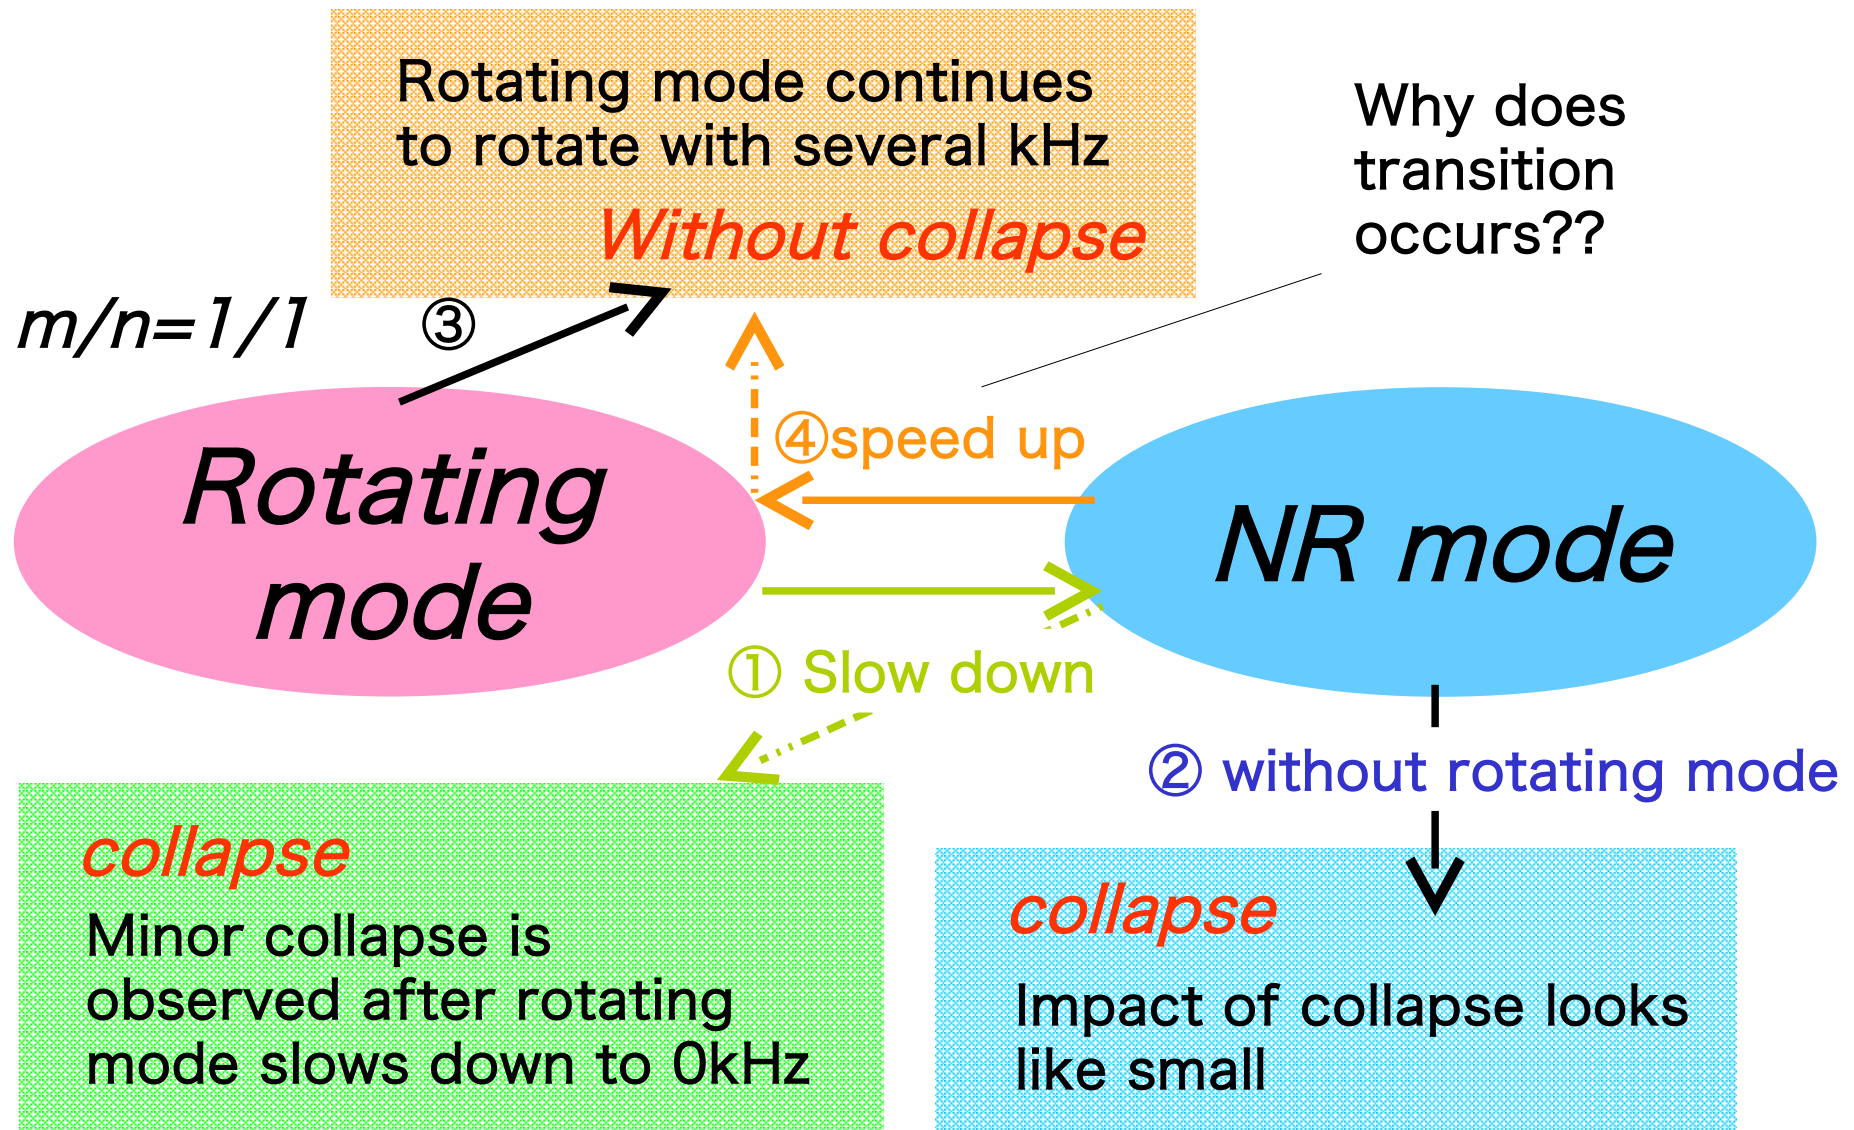 Rotating mode continues
to rotate with several kHz
Without collapse
Why does
transition
occurs??
m/n=1/1
③
④speed up
Rotating
mode
NR mode
① Slow down
② without rotating mode
collapse
Minor collapse is
observed after rotating
mode slows down to 0kHz
collapse
Impact of collapse looks
like small